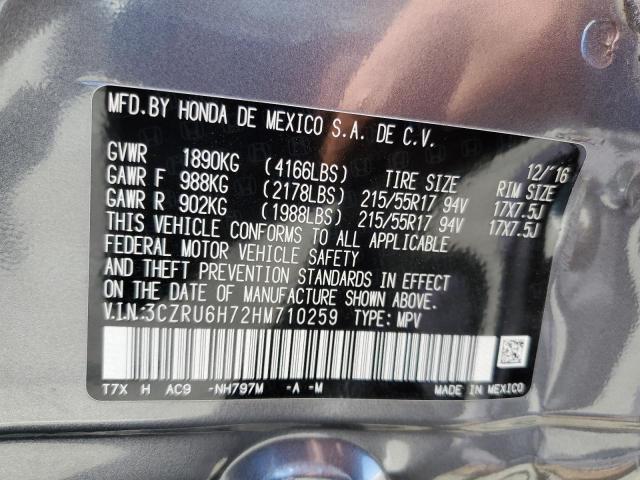 MFD.BY HONDA DE MEXICO S.A. DE C.V.
12/'16
GVWR 1890KG (4166LBS) TIRE SIZE RIM SIZE
GAWR F 988KG (2178LBS) 215/55R17 94V 17X7.5J
GAWR R 902KG (1988LBS) 215/55R17 94V 17X7.5J
THIS VEHICLE CONFORMS TO ALL APPLICABLE
FEDERAL MOTOR VEHICLE SAFETY
AND THEFT PREVENTION STANDARDS IN EFFECT
ON THE DATE OF MANUFACTURE SHOWN ABOVE.
V.I.N:3CZRU6H72HM710259 TYPE: MPV
T7X H AC9 -NH797M -A -M MADE IN MEXICO